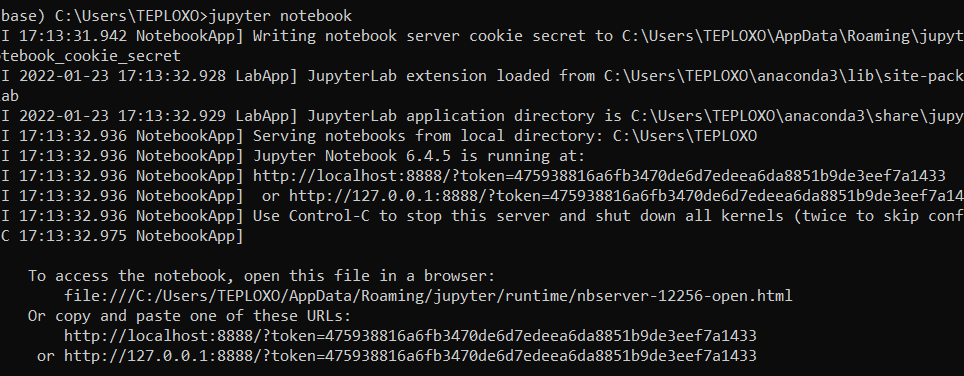 base) C:\Users\TEPLOXO>jupyter notebook
I 17:13:31.942 NotebookApp] Writing notebook server cookie secret to C:\Users\TEPLOXO\AppData\Roaming\jupyt
otebook_cookie_secret
I 2022-01-23 17:13:32.928 LabApp] JupyterLab extension loaded from C:\Users\TEPLOXO\anaconda3\lib\site-pack
ab
I 2022-01-23 17:13:32.929 LabApp] JupyterLab application directory is C:\Users\TEPLOXO\anaconda3\share\jupy
I 17:13:32.936 NotebookApp] Serving notebooks from local directory: C:\Users\TEPLOXO
I 17:13:32.936 NotebookApp] Jupyter Notebook 6.4.5 is running at:
I 17:13:32.936 NotebookApp] http://localhost:8888/?token=475938816a6fb3470de6d7edeea6da8851b9de3eef7a1433
I 17:13:32.936 NotebookApp]  or http://127.0.0.1:8888/?token=475938816a6fb3470de6d7edeea6da8851b9de3eef7a14
I 17:13:32.936 NotebookApp] Use Control-C to stop this server and shut down all kernels (twice to skip conf
C 17:13:32.975 NotebookApp]
To access the notebook, open this file in a browser:
file:///C:/Users/TEPLOXO/AppData/Roaming/jupyter/runtime/nbserver-12256-open.html
Or copy and paste one of these URLs:
http://localhost:8888/?token=475938816a6fb3470de6d7edeea6da8851b9de3eef7a1433
or http://127.0.0.1:8888/?token=475938816a6fb3470de6d7edeea6da8851b9de3eef7a1433